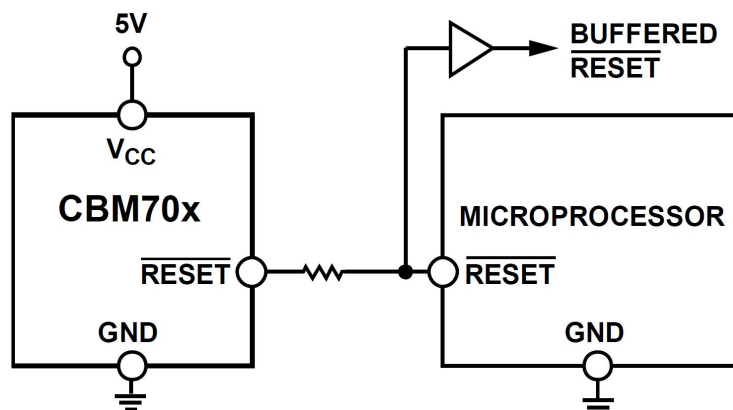 5V
BUFFERED
RESET
VCC
CBM70x
MICROPROCESSOR
RESET
RESET
GND
GND